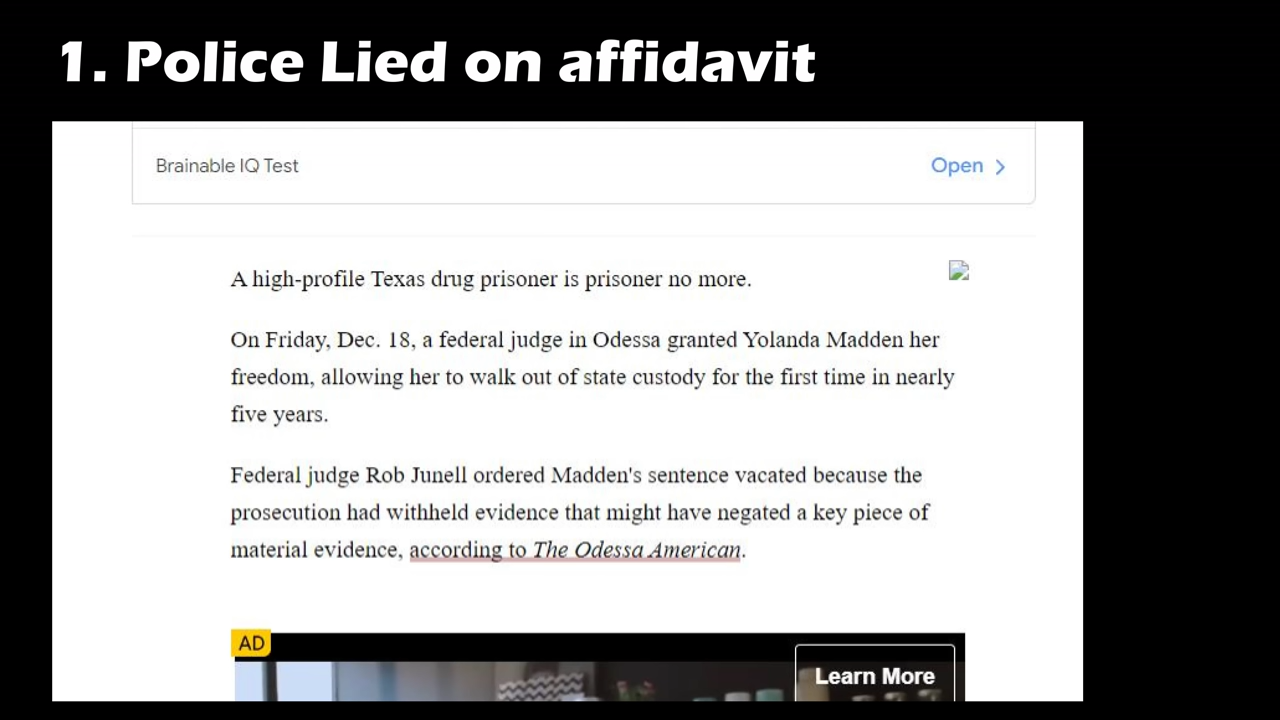 1. Police Lied on affidavit
Brainable IQ Test
Open
A high-profile Texas drug prisoner is prisoner no more.
On Friday, Dec. 18, a federal judge in Odessa granted Yolanda Madden her
freedom, allowing her to walk out of state custody for the first time in nearly
five years.
Federal judge Rob Junell ordered Madden's sentence vacated because the
prosecution had withheld evidence that might have negated a key piece of
material evidence, according to The Odessa American.
AD
Learn More